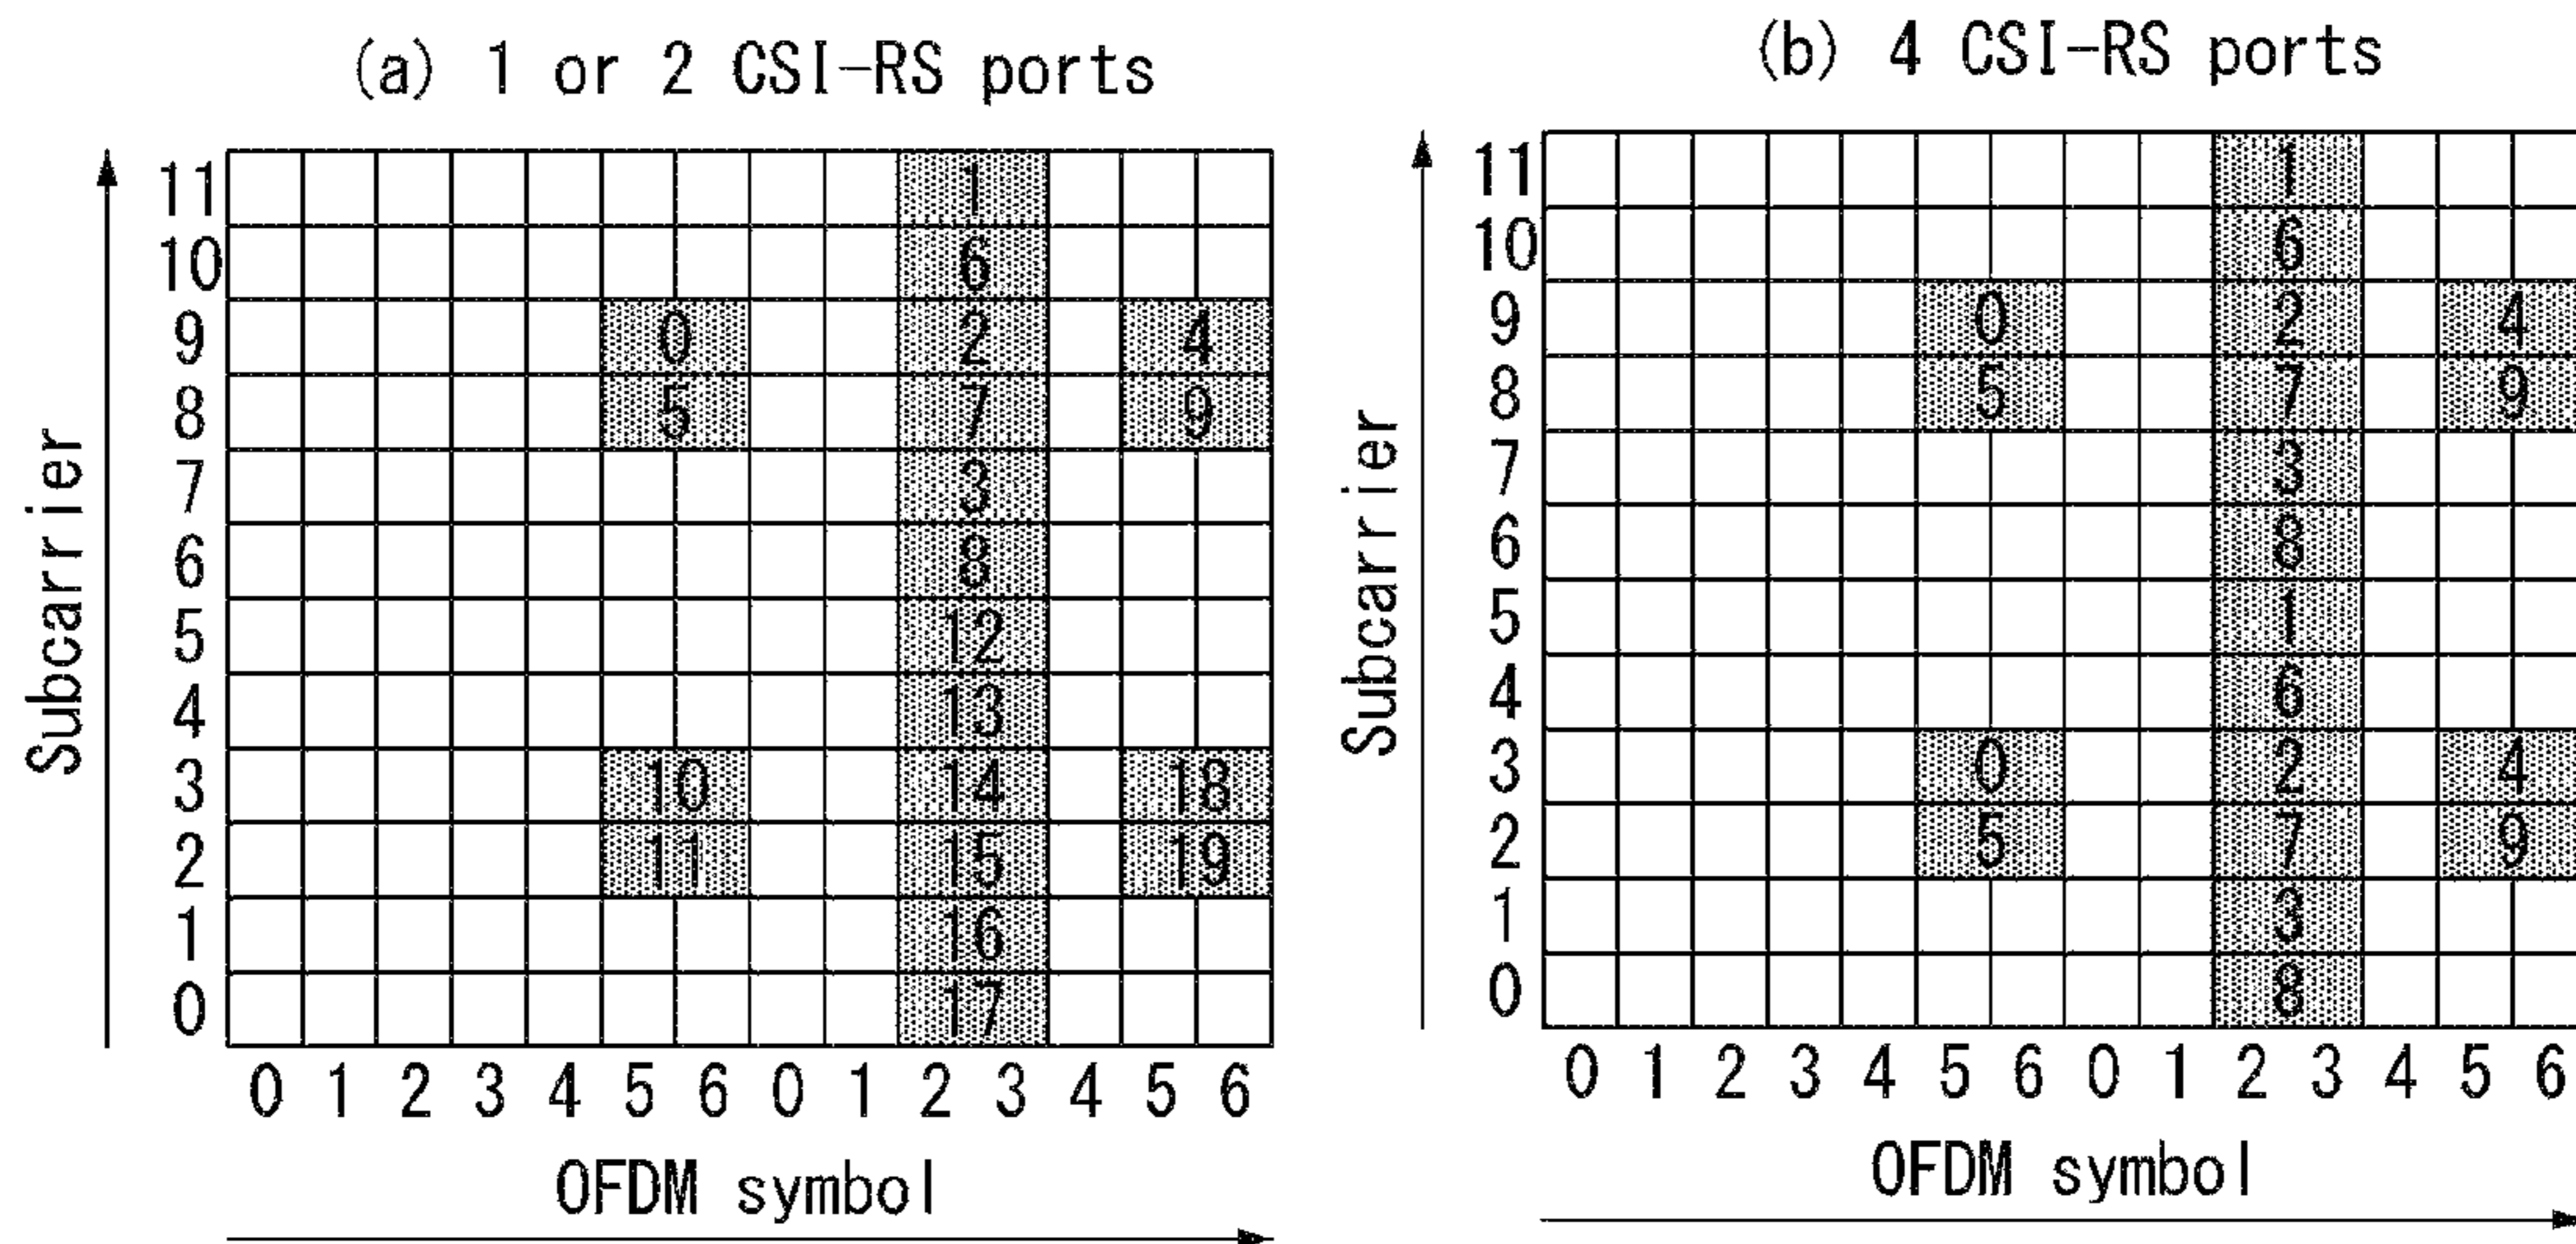 (a) 1 or 2 CSI-RS ports
Subcarrier
11 1
10 6
9 0 2 4
8 5 7 9
7 3
6 8
5 12
4 13
3 10 14 18
2 11 15 19
1 16
0 17
0 1 2 3 4 5 6 0 1 2 3 4 5 6
OFDM symbol
(b) 4 CSI-RS ports
Subcarrier
11 1
10 6
9 0 2 4
8 5 7 9
7 3
6 8
5 1
4 6
3 0 2 4
2 5 7 9
1 3
0 8
0 1 2 3 4 5 6 0 1 2 3 4 5 6
OFDM symbol